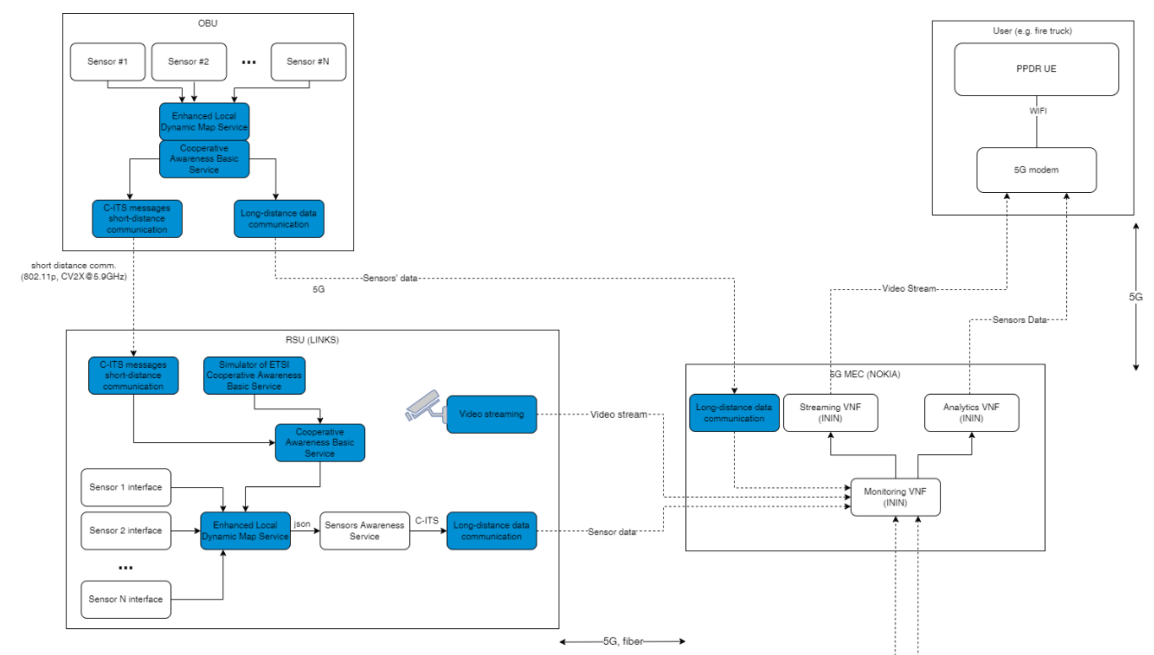 OBU
Sensor #1
Sensor #2
...
Sensor #N
Enhanced Local
Dynamic Map Service
Cooperative
Awareness Basic
Service
C-ITS messages
short-distance
communication
Long-distance data
communication
short distance comm.
(802.11p, CV2X@5.9GHz)
Sensors' data
5G
User (e.g. fire truck)
PPDR UE
WIFI
5G modem
Video Stream
Sensors Data
5G
RSU (LINKS)
C-ITS messages
short-distance
communication
Simulator of ETSI
Cooperative Awareness
Basic Service
Video streaming
Video stream
Cooperative
Awareness Basic
Service
Sensor 1 interface
Sensor 2 interface
...
Sensor N interface
Enhanced Local
Dynamic Map Service
json
Sensors Awareness
Service
C-ITS
Long-distance data
communication
Sensor data
5G MEC (NOKIA)
Long-distance data
communication
Streaming VNF
(ININ)
Analytics VNF
(ININ)
Monitoring VNF
(ININ)
5G, fiber